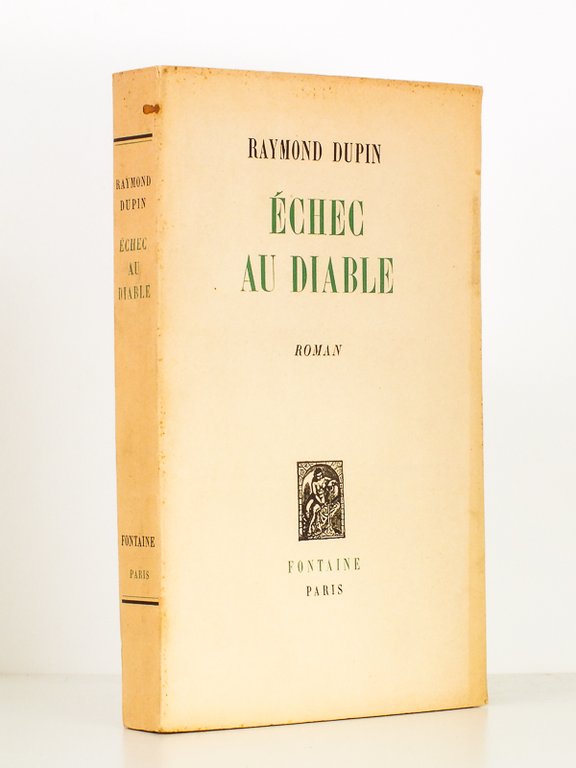 RAYMOND
DUPIN
ÉCHEC
AU
DIABLE
FONTAINE
PARIS
RAYMOND DUPIN
ÉCHEC
AU DIABLE
ROMAN
FONTAINE
PARIS